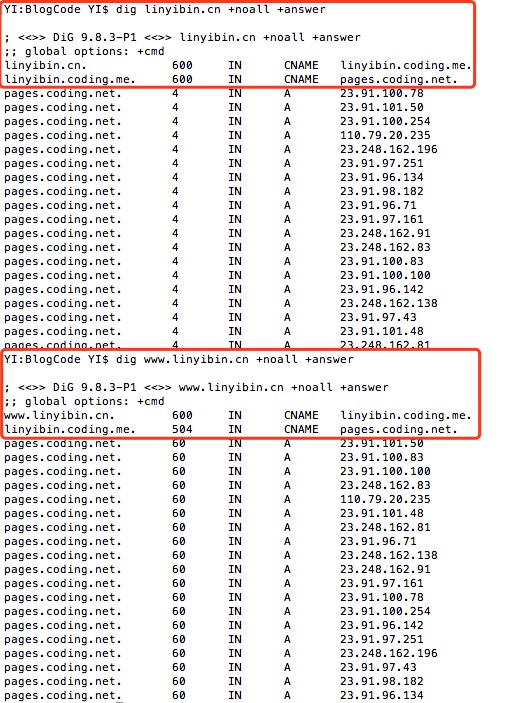 YI:BlogCode YI$ dig linyibin.cn +noall +answer
; <<>> DiG 9.8.3-P1 <<>> linyibin.cn +noall +answer
;; global options: +cmd
linyibin.cn. 600 IN CNAME linyibin.coding.me.
linyibin.coding.me. 600 IN CNAME pages.coding.net.
pages.coding.net. 4 IN A 23.91.100.78
pages.coding.net. 4 IN A 23.91.101.50
pages.coding.net. 4 IN A 23.91.100.254
pages.coding.net. 4 IN A 110.79.20.235
pages.coding.net. 4 IN A 23.248.162.196
pages.coding.net. 4 IN A 23.91.97.251
pages.coding.net. 4 IN A 23.91.96.134
pages.coding.net. 4 IN A 23.91.98.182
pages.coding.net. 4 IN A 23.91.96.71
pages.coding.net. 4 IN A 23.91.97.161
pages.coding.net. 4 IN A 23.248.162.91
pages.coding.net. 4 IN A 23.248.162.83
pages.coding.net. 4 IN A 23.91.100.83
pages.coding.net. 4 IN A 23.91.100.100
pages.coding.net. 4 IN A 23.91.96.142
pages.coding.net. 4 IN A 23.248.162.138
pages.coding.net. 4 IN A 23.91.97.43
pages.coding.net. 4 IN A 23.91.101.48
pages.coding.net. 4 IN A 23.248.162.81
YI:BlogCode YI$ dig www.linyibin.cn +noall +answer
; <<>> DiG 9.8.3-P1 <<>> www.linyibin.cn +noall +answer
;; global options: +cmd
www.linyibin.cn. 600 IN CNAME linyibin.coding.me.
linyibin.coding.me. 504 IN CNAME pages.coding.net.
pages.coding.net. 60 IN A 23.91.101.50
pages.coding.net. 60 IN A 23.91.100.83
pages.coding.net. 60 IN A 23.91.100.100
pages.coding.net. 60 IN A 23.248.162.83
pages.coding.net. 60 IN A 110.79.20.235
pages.coding.net. 60 IN A 23.91.101.48
pages.coding.net. 60 IN A 23.248.162.81
pages.coding.net. 60 IN A 23.91.96.71
pages.coding.net. 60 IN A 23.248.162.138
pages.coding.net. 60 IN A 23.248.162.91
pages.coding.net. 60 IN A 23.91.97.161
pages.coding.net. 60 IN A 23.91.100.78
pages.coding.net. 60 IN A 23.91.100.254
pages.coding.net. 60 IN A 23.91.96.142
pages.coding.net. 60 IN A 23.91.97.251
pages.coding.net. 60 IN A 23.248.162.196
pages.coding.net. 60 IN A 23.91.97.43
pages.coding.net. 60 IN A 23.91.98.182
pages.coding.net. 60 IN A 23.91.96.134